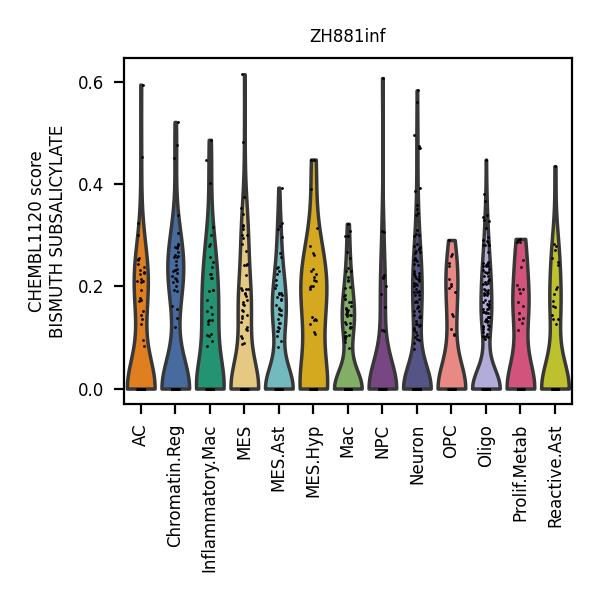 ZH881inf
CHEMBL1120 score
BISMUTH SUBSALICYLATE
0.6
0.4
0.2
0.0
AC
Chromatin.Reg
Inflammatory.Mac
MES
MES.Ast
MES.Hyp
Mac
NPC
Neuron
OPC
Oligo
Prolif.Metab
Reactive.Ast